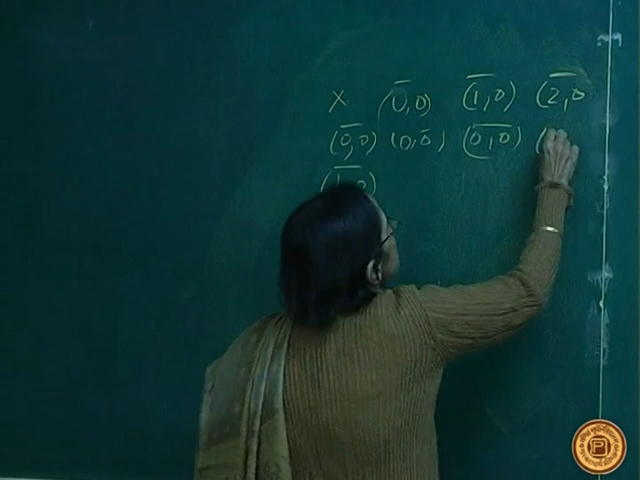 × (0̅,0̅) (1̅,0̅) (2̅,0̅
(0̅,0̅) (0̅,0̅) (0̅,0̅) (
(1̅,0̅)